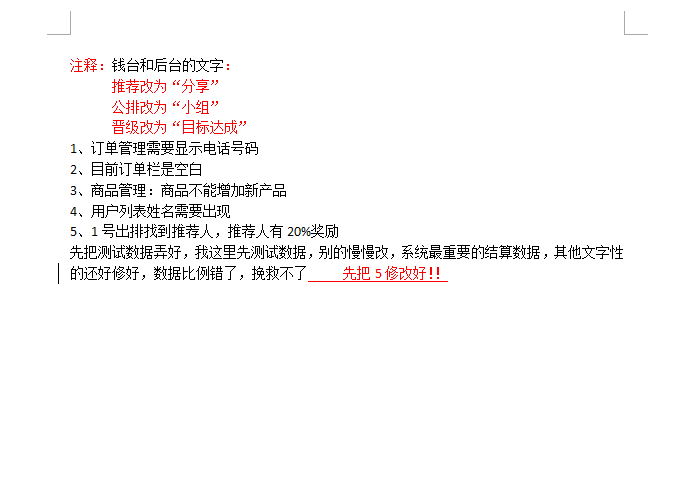 注释：钱台和后台的文字：
推荐改为“分享”
公排改为“小组”
晋级改为“目标达成”
1、订单管理需要显示电话号码
2、目前订单栏是空白
3、商品管理：商品不能增加新产品
4、用户列表姓名需要出现
5、1 号出排找到推荐人，推荐人有 20%奖励
先把测试数据弄好，我这里先测试数据，别的慢慢改，系统最重要的结算数据，其他文字性
的还好修好，数据比例错了，挽救不了 先把 5 修改好！！